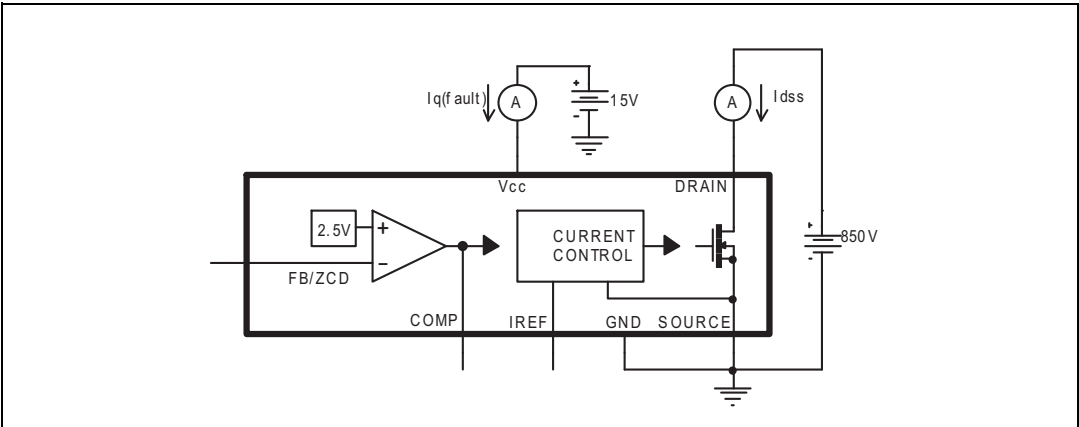 Iq(fault)
A
+
-
15V
A
Idss
Vcc
DRAIN
2.5V
+
-
FB/ZCD
CURRENT
CONTROL
+
-
850V
COMP
IREF
GND
SOURCE